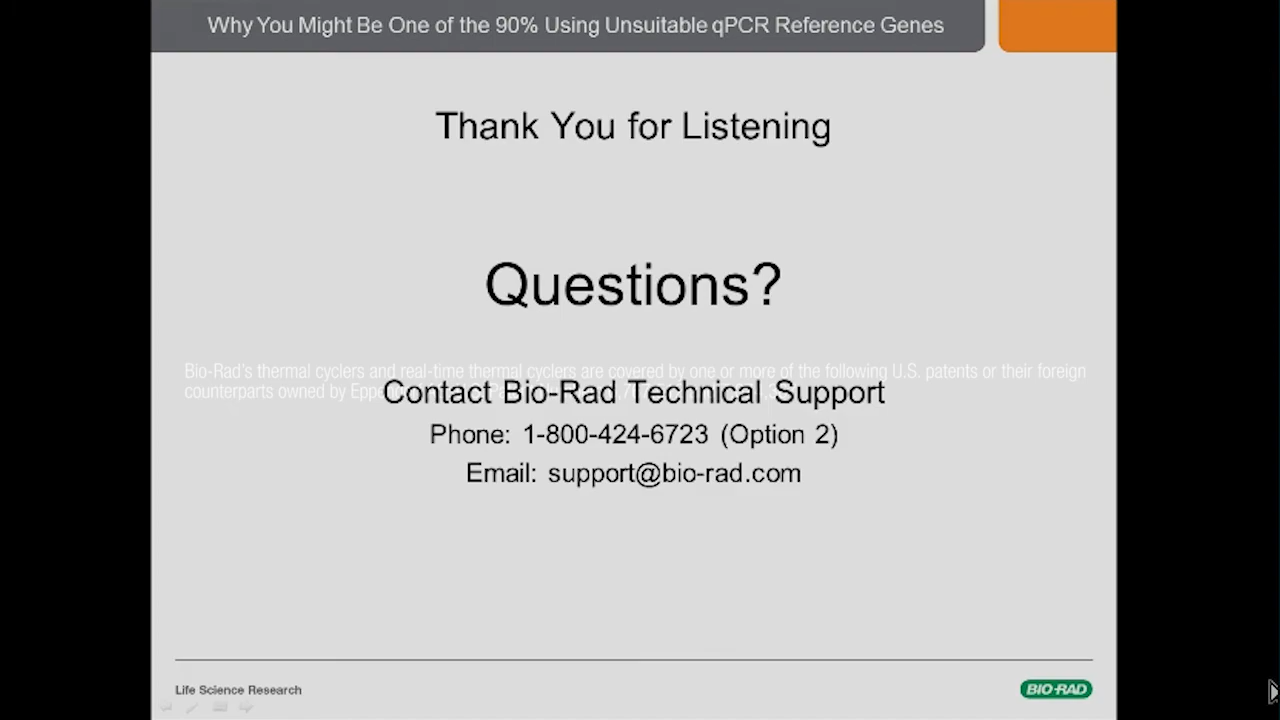 Why You Might Be One of the 90% Using Unsuitable qPCR Reference Genes
Thank You for Listening
Questions?
Bio-Rad's thermal cyclers and real-time thermal cyclers are covered by one or more of the following U.S. patents or their foreign
counterparts owned by
Contact Bio-Rad Technical Support
Phone: 1-800-424-6723 (Option 2)
Email: support@bio-rad.com
Life Science Research
BIO-RAD